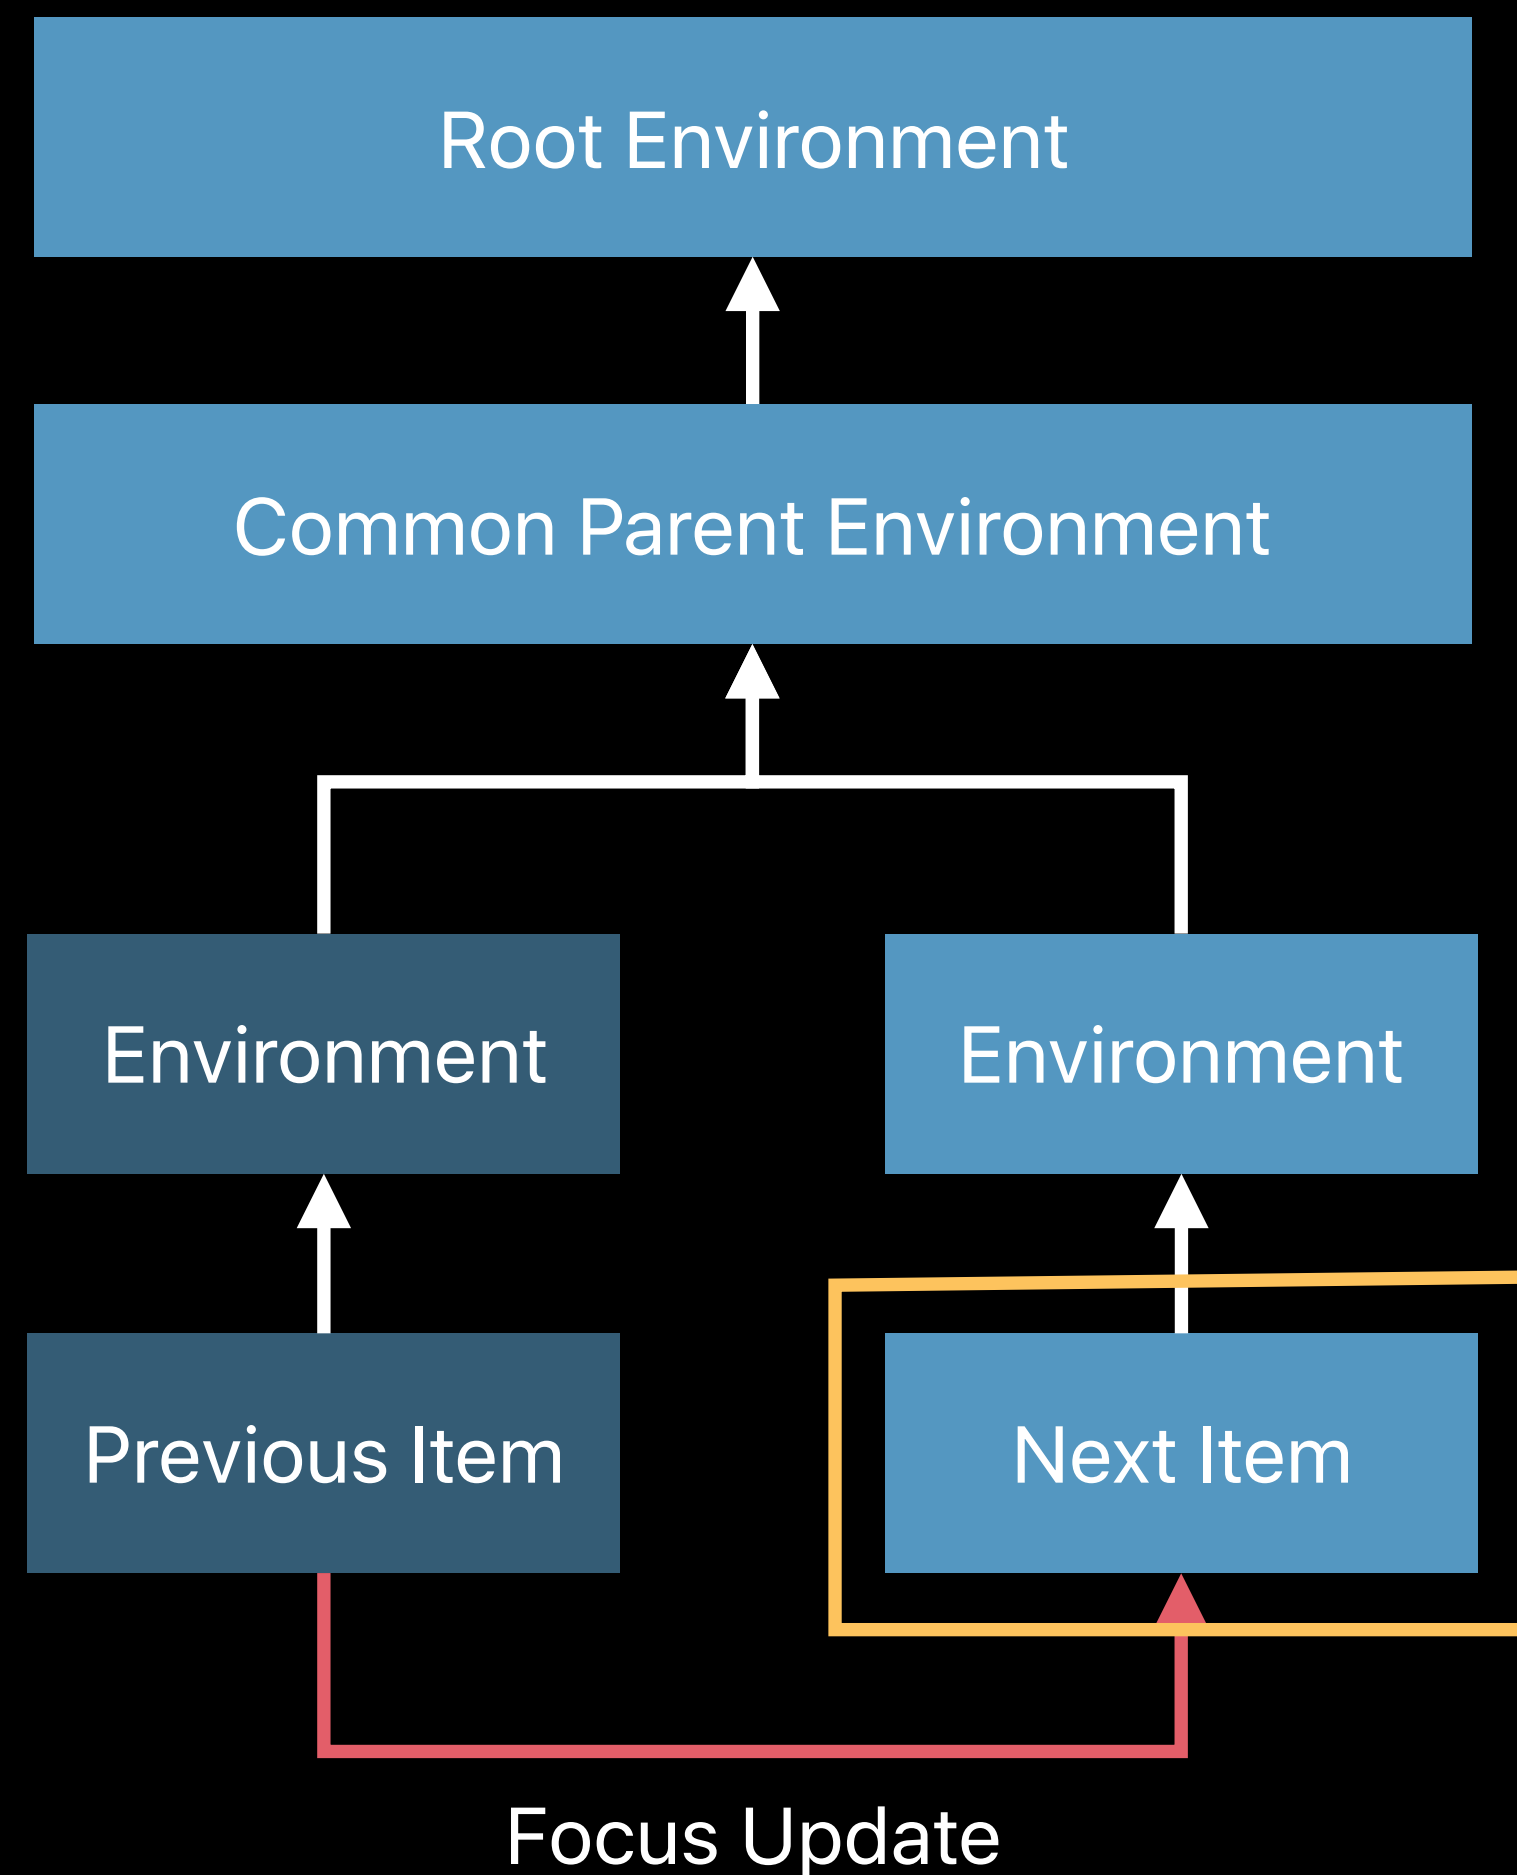 Root Environment
Common Parent Environment
Environment
Environment
Previous Item
Next Item
Focus Update